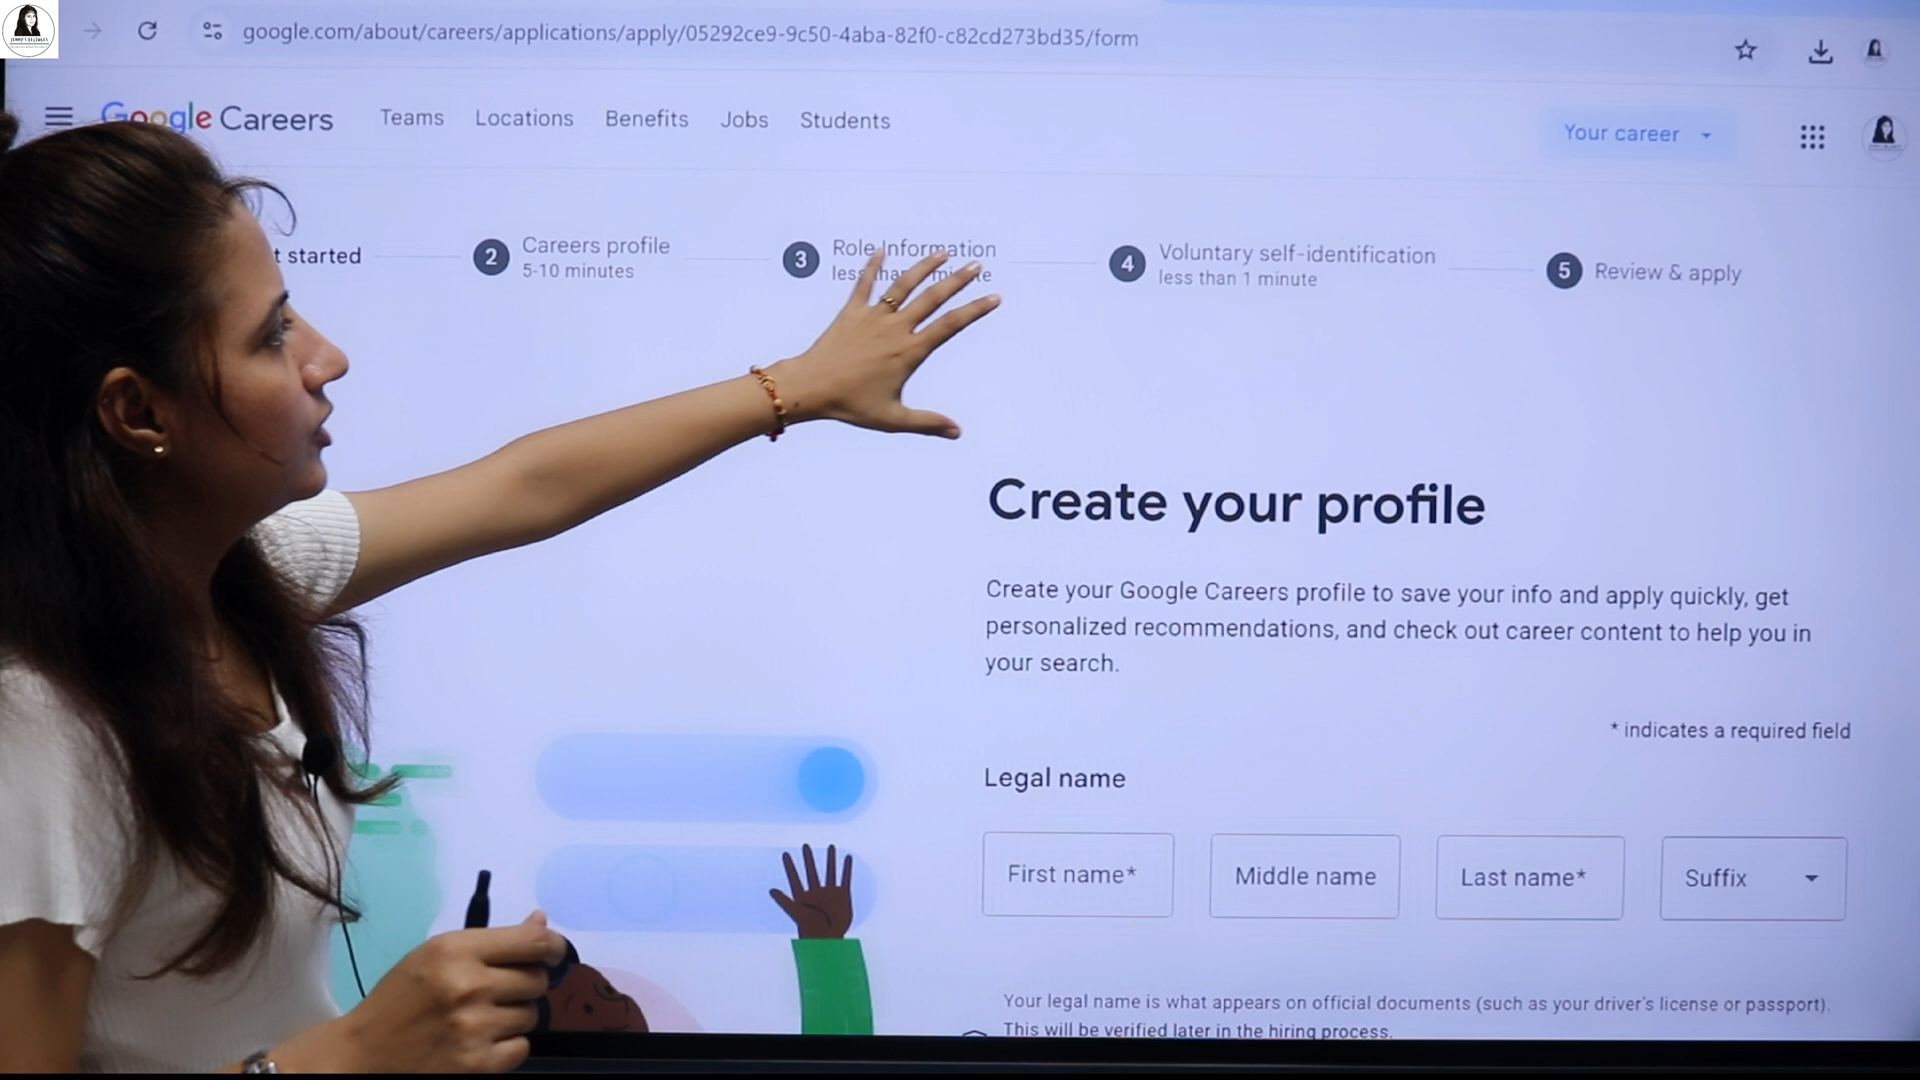 google.com/about/careers/applications/apply/05292ce9-9c50-4aba-82f0-c82cd273bd35/form
Google Careers
Teams
Locations
Benefits
Jobs
Students
Your career
t started
2
Careers profile
5-10 minutes
3
Role Information
less than minute
4
Voluntary self-identification
less than 1 minute
5
Review & apply
Create your profile
Create your Google Careers profile to save your info and apply quickly, get
personalized recommendations, and check out career content to help you in
your search.
* indicates a required field
Legal name
First name*
Middle name
Last name*
Suffix
Your legal name is what appears on official documents (such as your driver's license or passport).
This will be verified later in the hiring process.